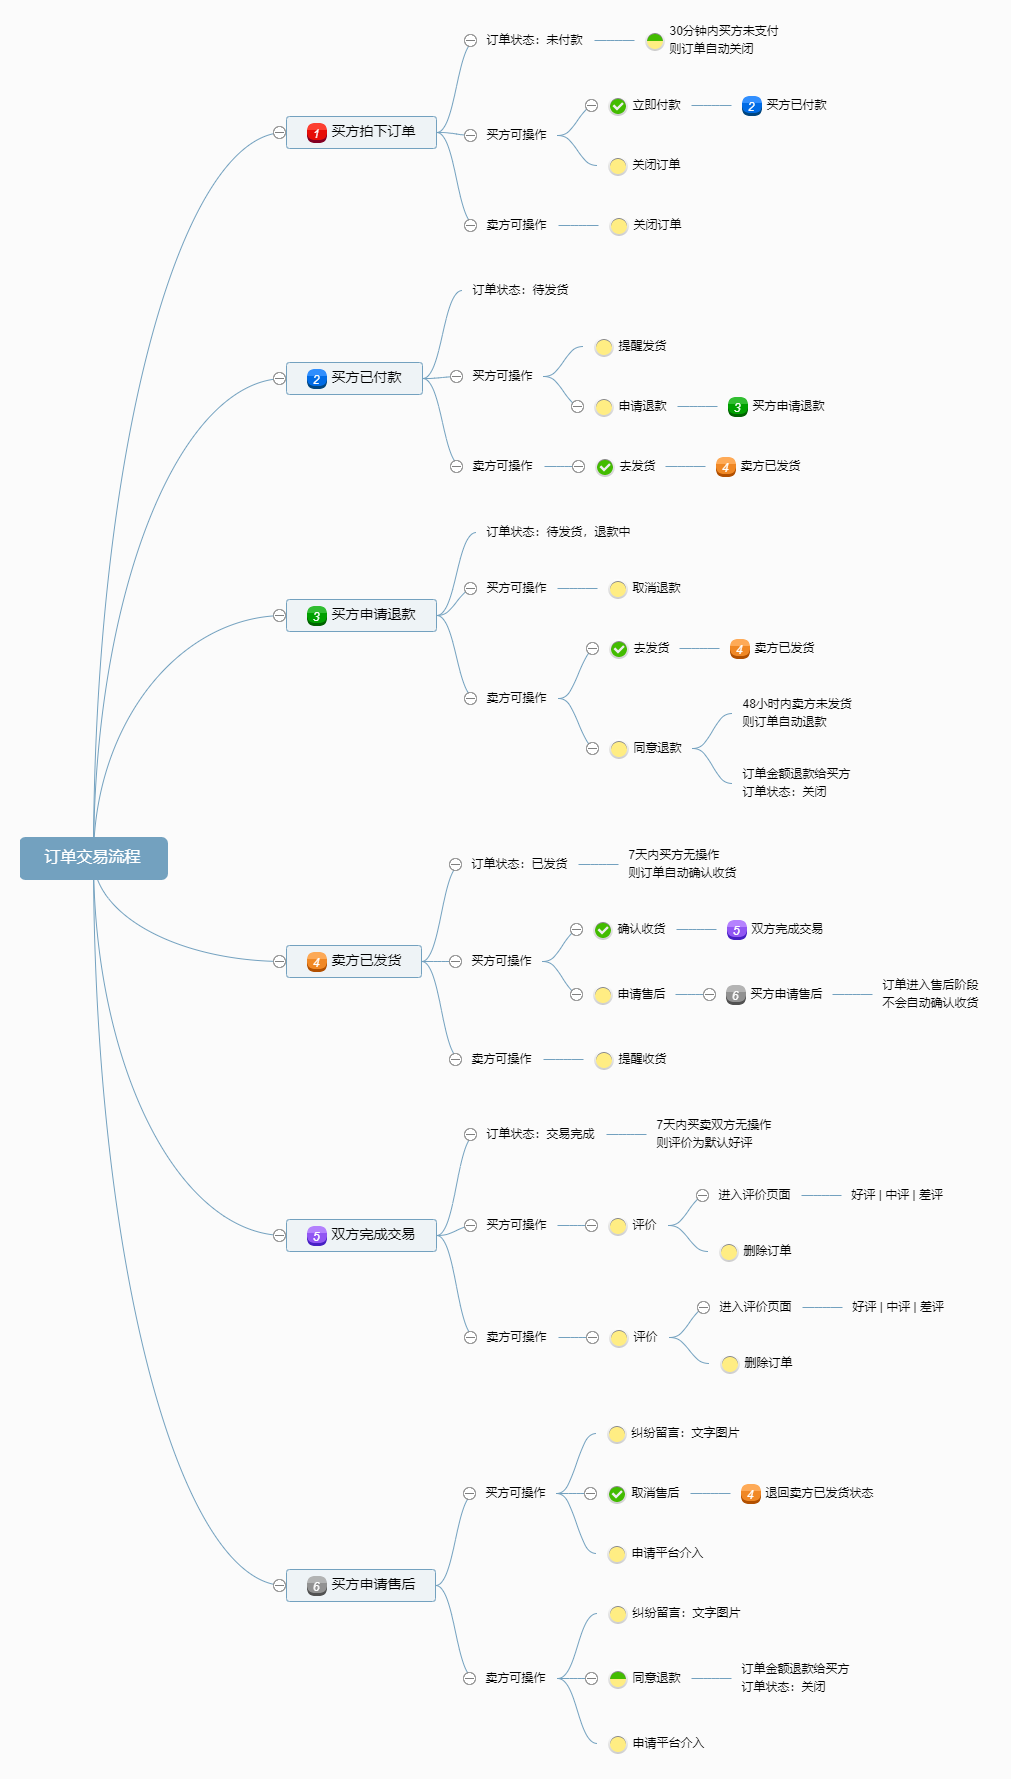 订单交易流程
1 买方拍下订单
订单状态：未付款
30分钟内买方未支付
则订单自动关闭
买方可操作
立即付款
2 买方已付款
关闭订单
卖方可操作
关闭订单
2 买方已付款
订单状态：待发货
买方可操作
提醒发货
申请退款
3 买方申请退款
卖方可操作
去发货
4 卖方已发货
3 买方申请退款
订单状态：待发货，退款中
买方可操作
取消退款
卖方可操作
去发货
4 卖方已发货
同意退款
48小时内卖方未发货
则订单自动退款
订单金额退款给买方
订单状态：关闭
4 卖方已发货
订单状态：已发货
7天内买方无操作
则订单自动确认收货
买方可操作
确认收货
5 双方完成交易
申请售后
6 买方申请售后
订单进入售后阶段
不会自动确认收货
卖方可操作
提醒收货
5 双方完成交易
订单状态：交易完成
7天内买卖双方无操作
则评价为默认好评
买方可操作
评价
进入评价页面
好评 | 中评 | 差评
删除订单
卖方可操作
评价
进入评价页面
好评 | 中评 | 差评
删除订单
6 买方申请售后
买方可操作
纠纷留言：文字图片
取消售后
4 退回卖方已发货状态
申请平台介入
卖方可操作
纠纷留言：文字图片
同意退款
订单金额退款给买方
订单状态：关闭
申请平台介入